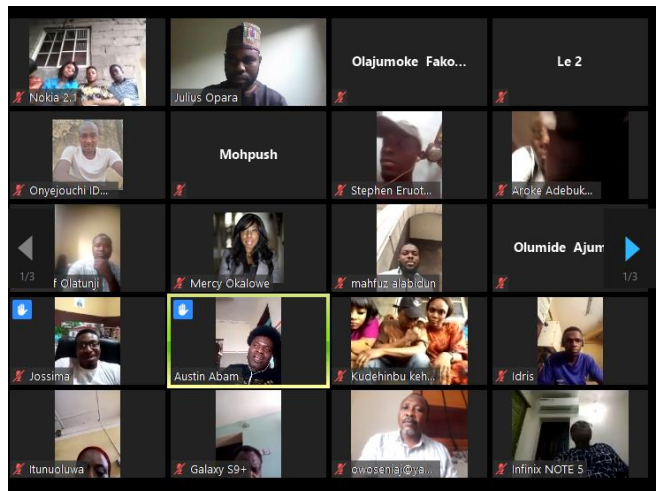 Nokia 2.1
Julius Opara
Olajumoke Fako...
Le 2
Onyejouchi ID...
Mohpush
Stephen Eruot...
Aroke Adebuk...
1/3
f Olatunji
Mercy Okalowe
mahfuz alabidun
Olumide Ajum
1/3
Jossima
Austin Abam
Kudehinbu keh...
Idris
Itunuoluwa
Galaxy S9+
owoseniaj@ya...
Infinix NOTE 5